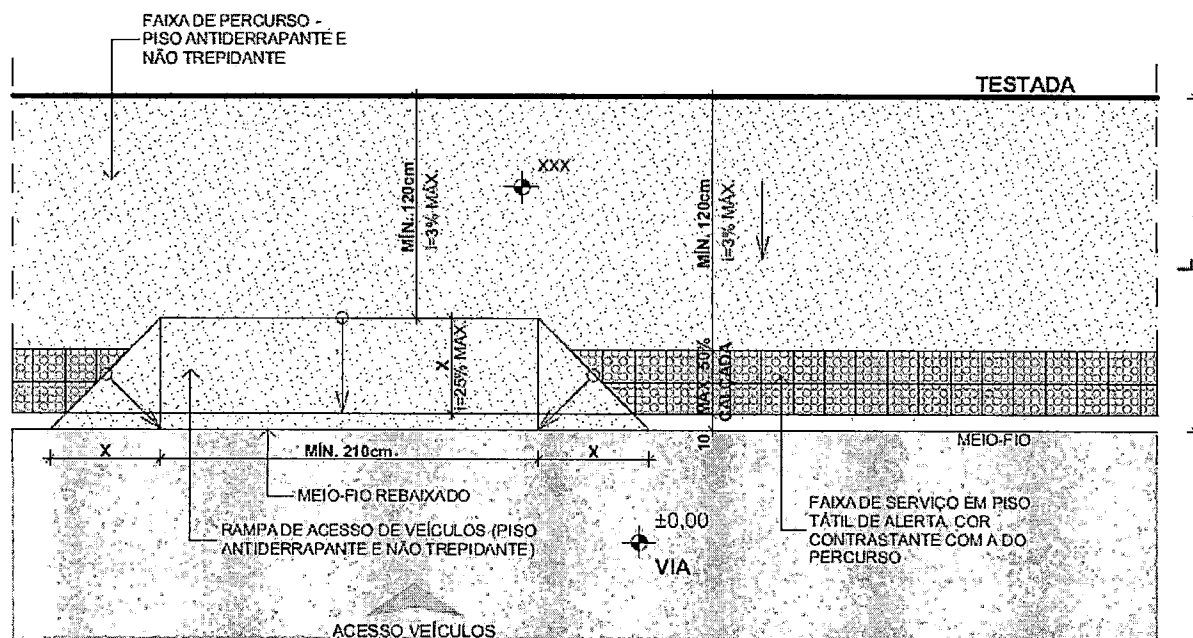 FAIXA DE PERCURSO -
PISO ANTIDERRAPANTE E
NÃO TREPIDANTE
TESTADA
XXX
MÍN. 120cm
i=3% MÁX.
MÍN. 120cm
i=3% MÁX.
L
X
i=25% MÁX.
MÁX. 50%
CALÇADA
10
MEIO-FIO
X
MÍN. 210cm.
X
MEIO-FIO REBAIXADO
RAMPA DE ACESSO DE VEÍCULOS (PISO
ANTIDERRAPANTE E NÃO TREPIDANTE)
±0,00
VIA
FAIXA DE SERVIÇO EM PISO
TÁTIL DE ALERTA, COR
CONTRASTANTE COM A DO
PERCURSO
ACESSO VEÍCULOS